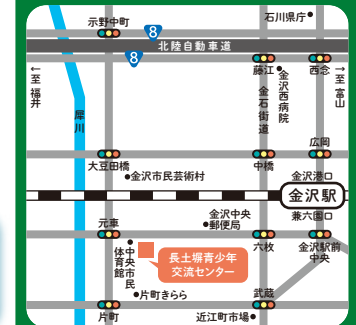 石川県庁
示野中町
8
北陸自動車道
8
藤江
西念
←至 福井
金沢西病院
金石街道
→至 富山
犀川
広岡
大豆田橋
中橋
金沢港口
金沢市民芸術村
金沢駅
兼六園口
金沢中央
郵便局
元車
六枚
金沢駅前
中央
中央市民
体育館
長土塀青少年
交流センター
片町きらら
片町
武蔵
近江町市場